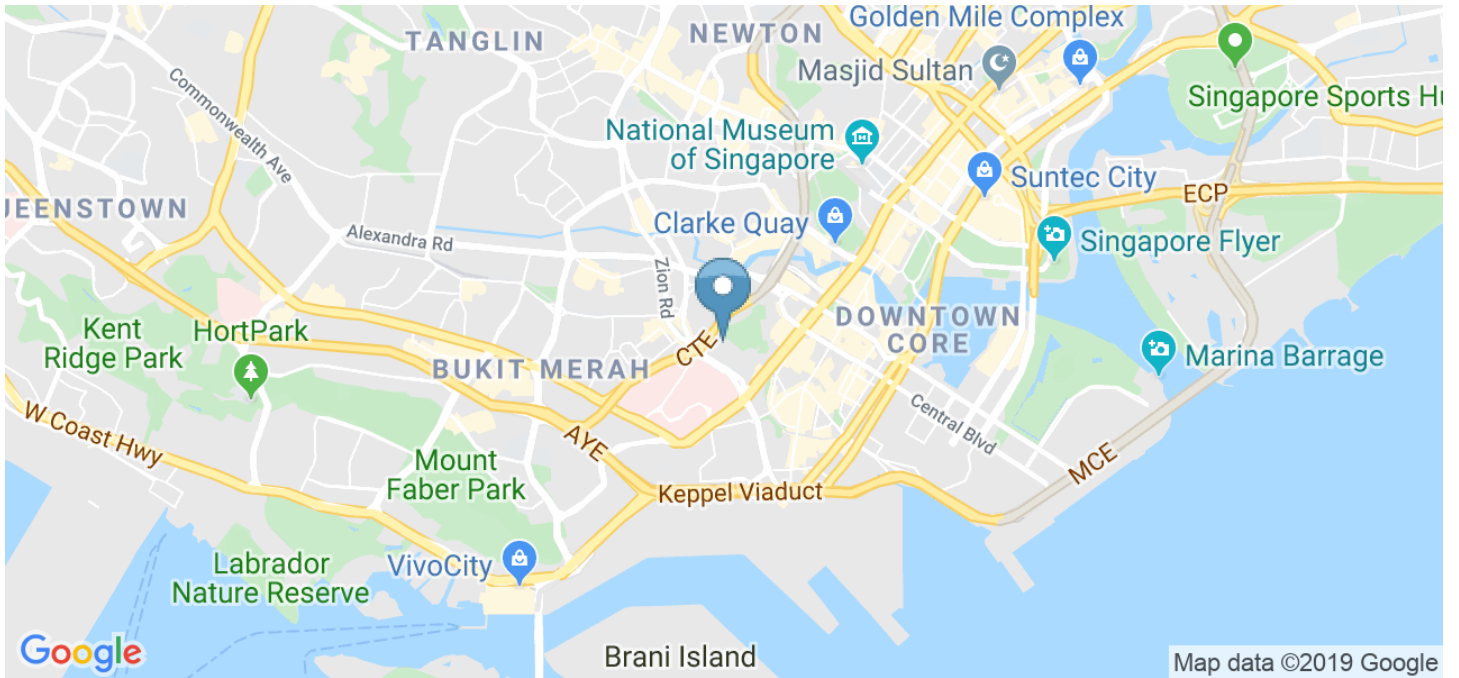 Golden Mile Complex
TANGLIN
NEWTON
Masjid Sultan
Commonwealth Ave
Singapore Sports Hu
National Museum
of Singapore
Suntec City
ECP
UEENSTOWN
Clarke Quay
Alexandra Rd
Singapore Flyer
Zion Rd
Kent
Ridge Park
HortPark
DOWNTOWN
CORE
CTE
BUKIT MERAH
Marina Barrage
W Coast Hwy
Central Blvd
AYE
Mount
Faber Park
MCE
Keppel Viaduct
VivoCity
Labrador
Nature Reserve
Google
Brani Island
Map data ©2019 Google